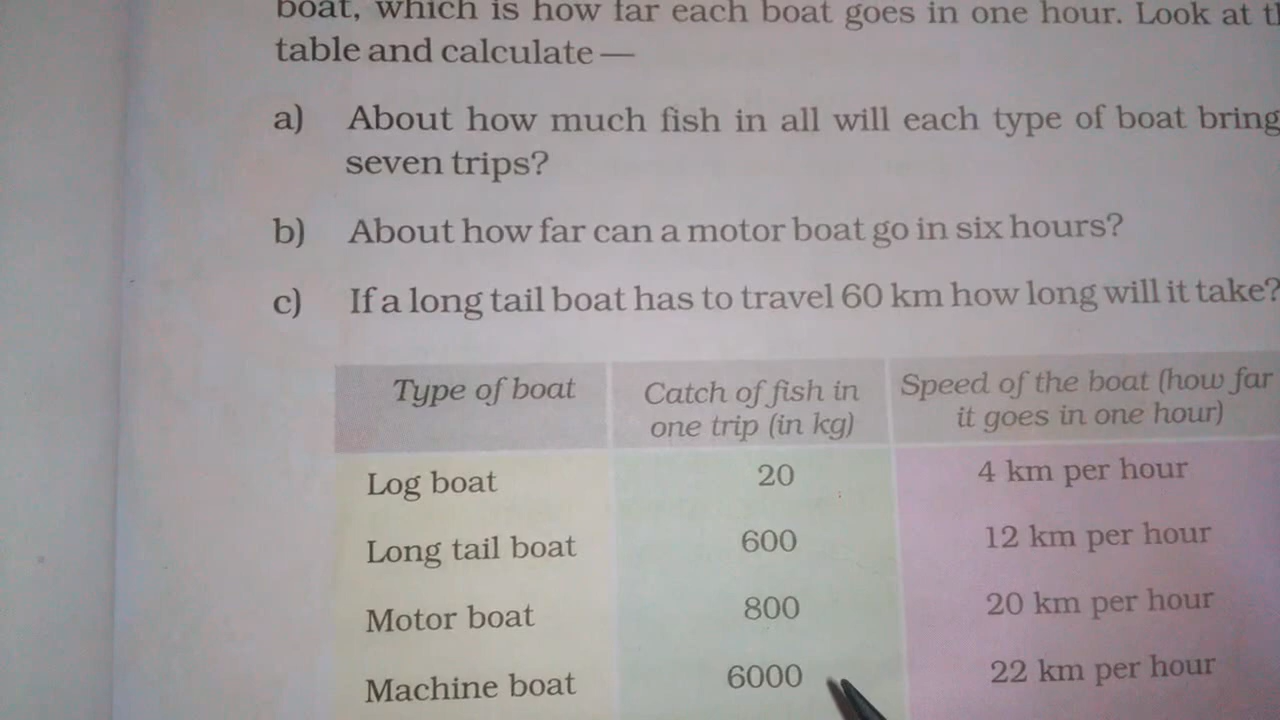 boat, which is how far each boat goes in one hour. Look at
table and calculate —
a) About how much fish in all will each type of boat bring
seven trips?
b) About how far can a motor boat go in six hours?
c) If a long tail boat has to travel 60 km how long will it take?
Type of boat
Catch of fish in
one trip (in kg)
Speed of the boat (how far
it goes in one hour)
Log boat 20 4 km per hour
Long tail boat 600 12 km per hour
Motor boat 800 20 km per hour
Machine boat 6000 22 km per hour